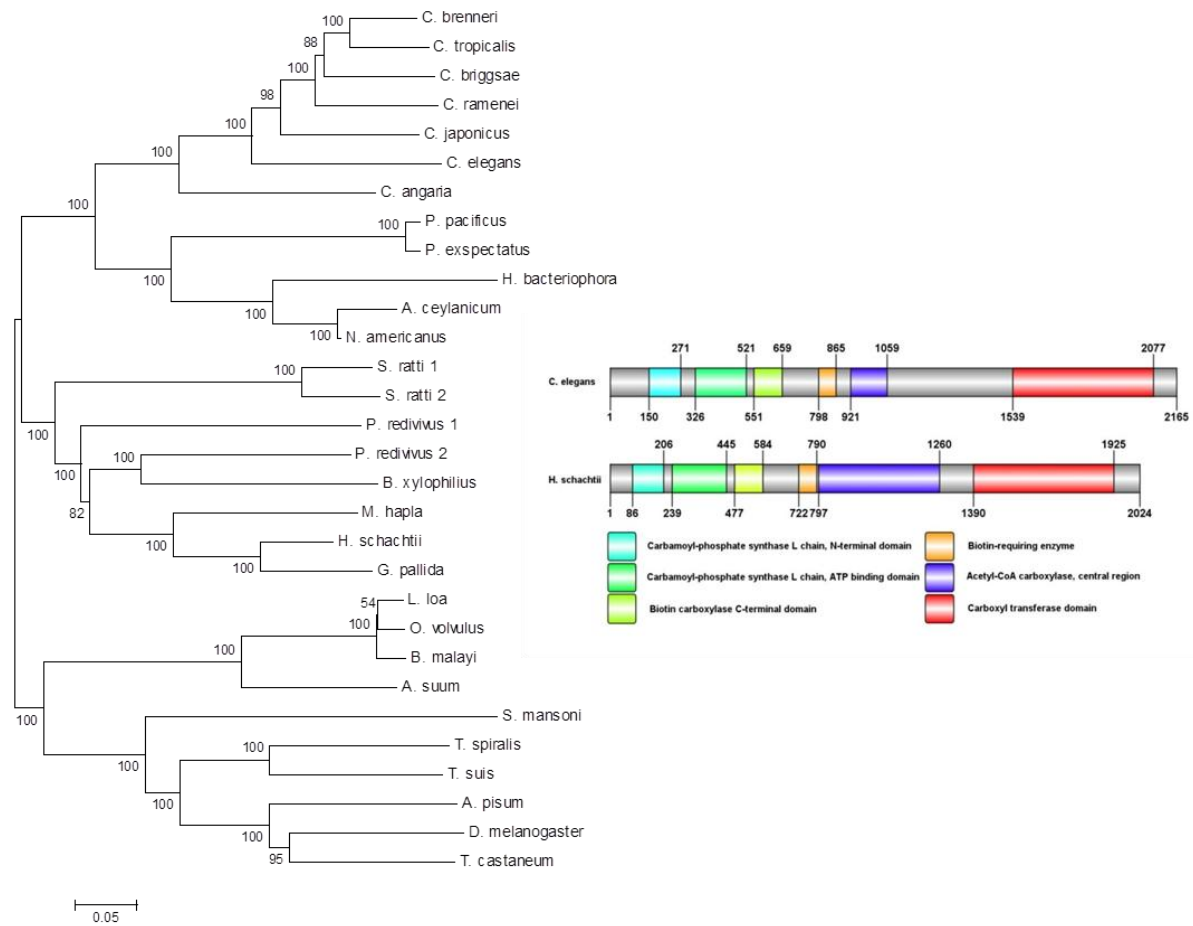 100 C. brenneri
88 C. tropicalis
100 C. briggsae
98 C. ramenei
100 C. japonicus
100 C. elegans
C. angaria
100
100 P. pacificus
P. exspectatus
100 H. bacteriophora
100 A. ceylanicum
100 N. americanus
100 S. ratti 1
S. ratti 2
100 P. redivivus 1
100 100 P. redivivus 2
B. xylophilius
82 M. hapla
100 H. schachtii
100 G. pallida
54 L. loa
100 O. volvulus
100 B. malayi
A. suum
100 S. mansoni
100 T. spiralis
100 T. suis
100 A. pisum
100 D. melanogaster
95 T. castaneum
0.05
271 521 659 865 1059 2077
C. elegans
1 150 326 551 798 921 1539 2165
206 445 584 790 1260 1925
H. schachtii
1 86 239 477 722 797 1390 2024
Carbamoyl-phosphate synthase L chain, N-terminal domain
Carbamoyl-phosphate synthase L chain, ATP binding domain
Biotin carboxylase C-terminal domain
Biotin-requiring enzyme
Acetyl-CoA carboxylase, central region
Carboxyl transferase domain